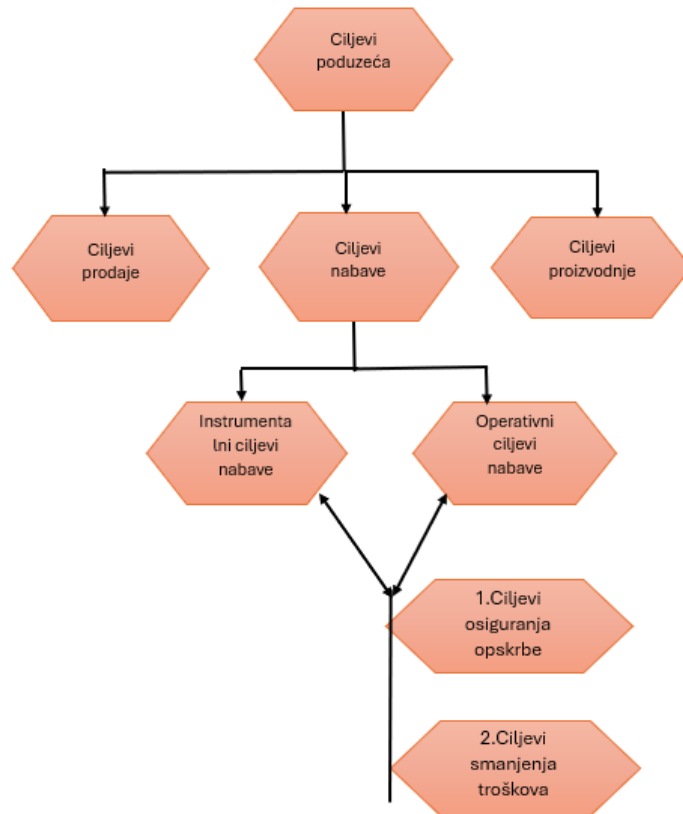 Ciljevi
poduzeća
Ciljevi
prodaje
Ciljevi
nabave
Ciljevi
proizvodnje
Instrumenta
lni ciljevi
nabave
Operativni
ciljevi
nabave
1.Ciljevi
osiguranja
opskrbe
2.Ciljevi
smanjenja
troškova